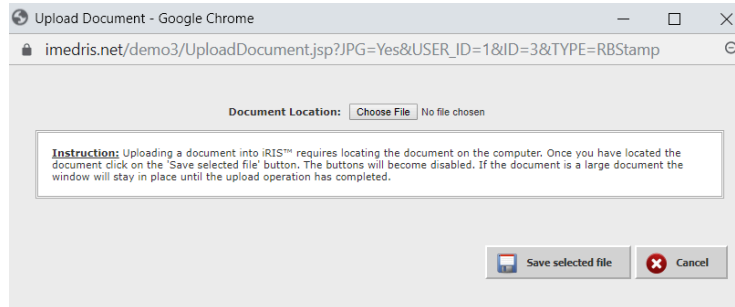 Upload Document - Google Chrome
imedris.net/demo3/UploadDocument.jsp?JPG=Yes&USER_ID=1&ID=3&TYPE=RBStamp
Document Location: Choose File No file chosen
Instruction: Uploading a document into iRIS™ requires locating the document on the computer. Once you have located the
document click on the 'Save selected file' button. The buttons will become disabled. If the document is a large document the
window will stay in place until the upload operation has completed.
Save selected file Cancel